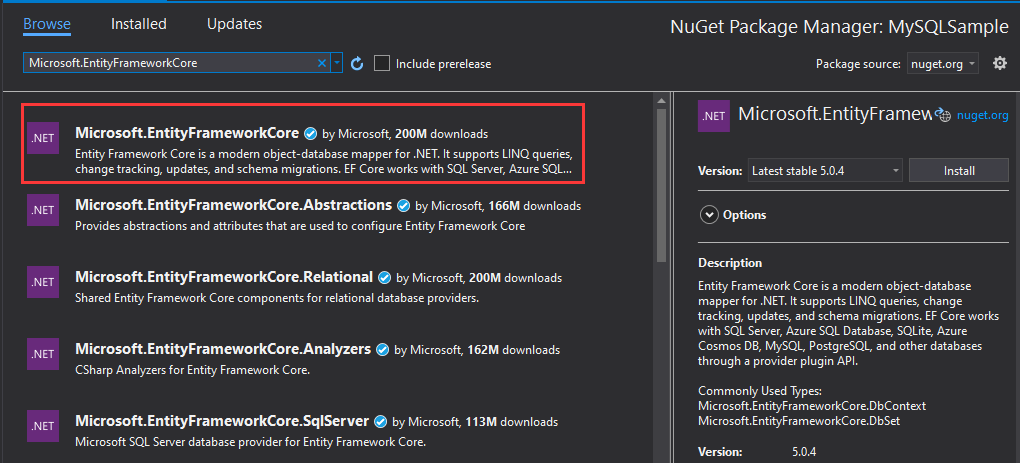 Browse Installed Updates
NuGet Package Manager: MySQLSample
Microsoft.EntityFrameworkCore
Include prerelease
Package source: nuget.org
.NET
Microsoft.EntityFrameworkCore by Microsoft, 200M downloads
Entity Framework Core is a modern object-database mapper for .NET. It supports LINQ queries,
change tracking, updates, and schema migrations. EF Core works with SQL Server, Azure SQL...
.NET
Microsoft.EntityFrameworkCore.Abstractions by Microsoft, 166M downloads
Provides abstractions and attributes that are used to configure Entity Framework Core
.NET
Microsoft.EntityFrameworkCore.Relational by Microsoft, 200M downloads
Shared Entity Framework Core components for relational database providers.
.NET
Microsoft.EntityFrameworkCore.Analyzers by Microsoft, 162M downloads
CSharp Analyzers for Entity Framework Core.
.NET
Microsoft.EntityFrameworkCore.SqlServer by Microsoft, 113M downloads
Microsoft SQL Server database provider for Entity Framework Core.
.NET
Microsoft.EntityFramew
nuget.org
Version: Latest stable 5.0.4 Install
Options
Description
Entity Framework Core is a modern object-database
mapper for .NET. It supports LINQ queries, change
tracking, updates, and schema migrations. EF Core works
with SQL Server, Azure SQL Database, SQLite, Azure
Cosmos DB, MySQL, PostgreSQL, and other databases
through a provider plugin API.
Commonly Used Types:
Microsoft.EntityFrameworkCore.DbContext
Microsoft.EntityFrameworkCore.DbSet
Version: 5.0.4